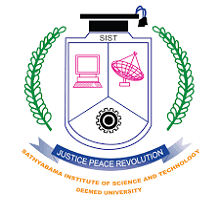 SIST
JUSTICE PEACE REVOLUTION
SATHYABAMA INSTITUTE OF SCIENCE AND TECHNOLOGY
DEEMED UNIVERSITY